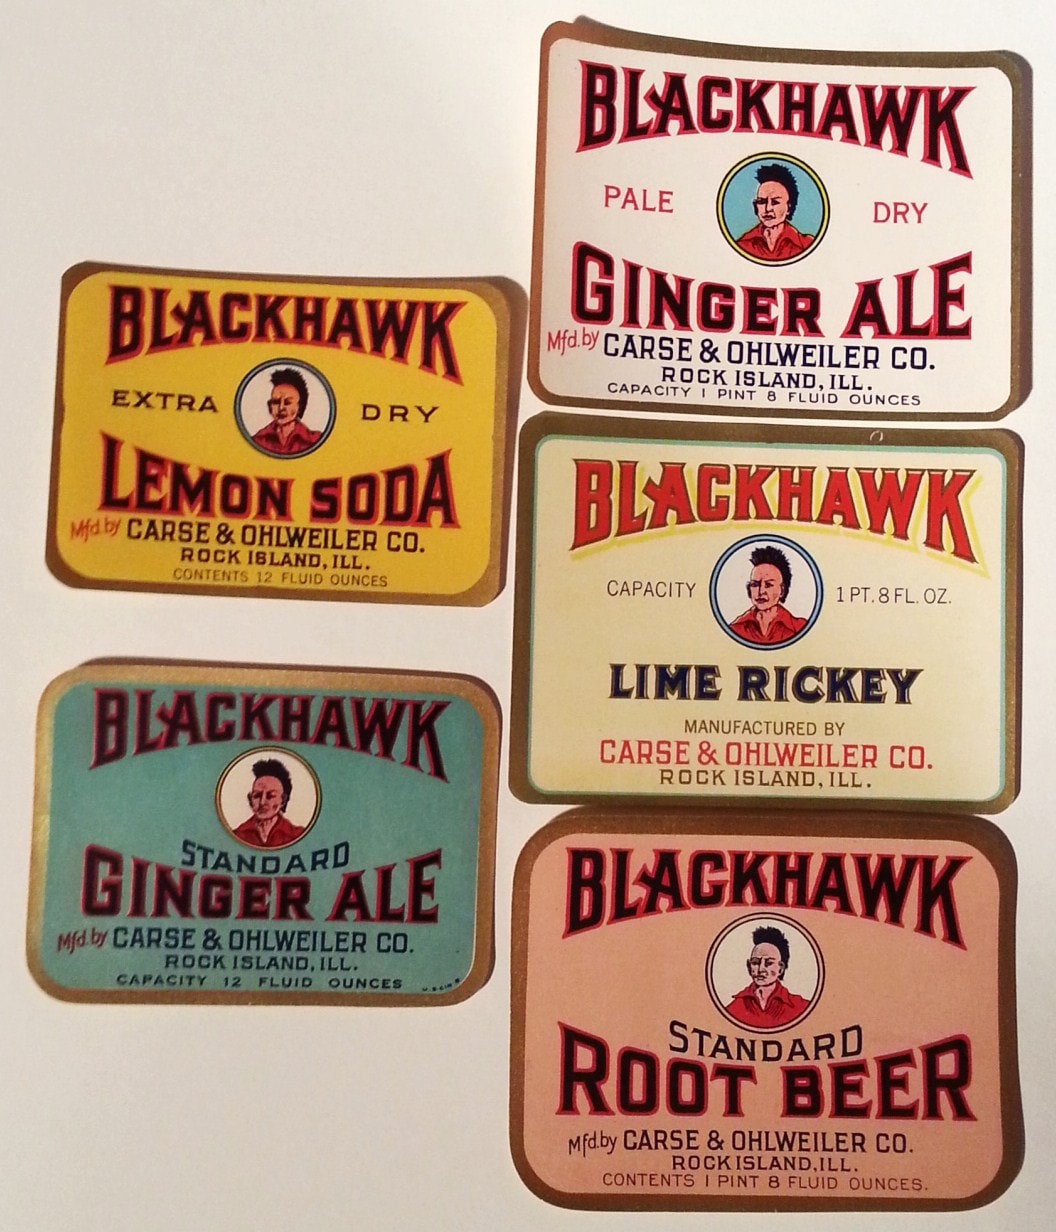 BLACKHAWK
EXTRA DRY
LEMON SODA
Mfd. by CARSE & OHLWEILER CO.
ROCK ISLAND, ILL.
CONTENTS 12 FLUID OUNCES
BLACKHAWK
STANDARD
GINGER ALE
Mfd. by CARSE & OHLWEILER CO.
ROCK ISLAND, ILL.
CAPACITY 12 FLUID OUNCES
BLACKHAWK
PALE DRY
GINGER ALE
Mfd. by CARSE & OHLWEILER CO.
ROCK ISLAND, ILL.
CAPACITY 1 PINT 8 FLUID OUNCES
BLACKHAWK
CAPACITY 1 PT. 8 FL. OZ.
LIME RICKEY
MANUFACTURED BY
CARSE & OHLWEILER CO.
ROCK ISLAND, ILL.
BLACKHAWK
STANDARD
ROOT BEER
Mfd. by CARSE & OHLWEILER CO.
ROCK ISLAND, ILL.
CONTENTS 1 PINT 8 FLUID OUNCES.